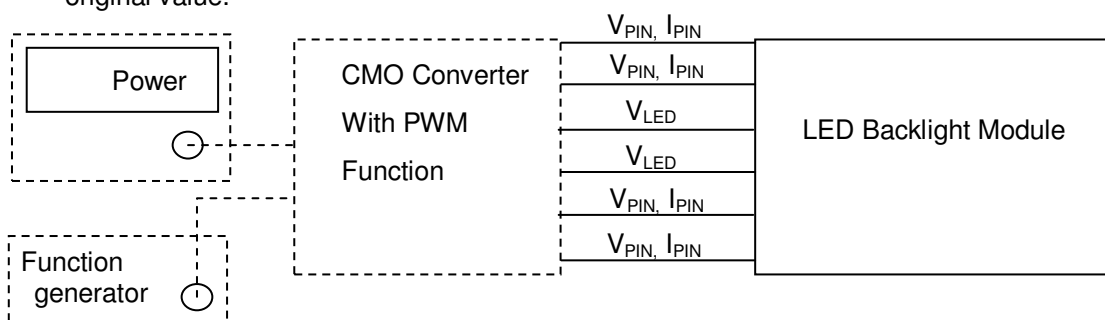 original value.
Power
CMO Converter
With PWM
Function
V_PIN, I_PIN
V_PIN, I_PIN
V_LED
V_LED
V_PIN, I_PIN
V_PIN, I_PIN
LED Backlight Module
Function
generator